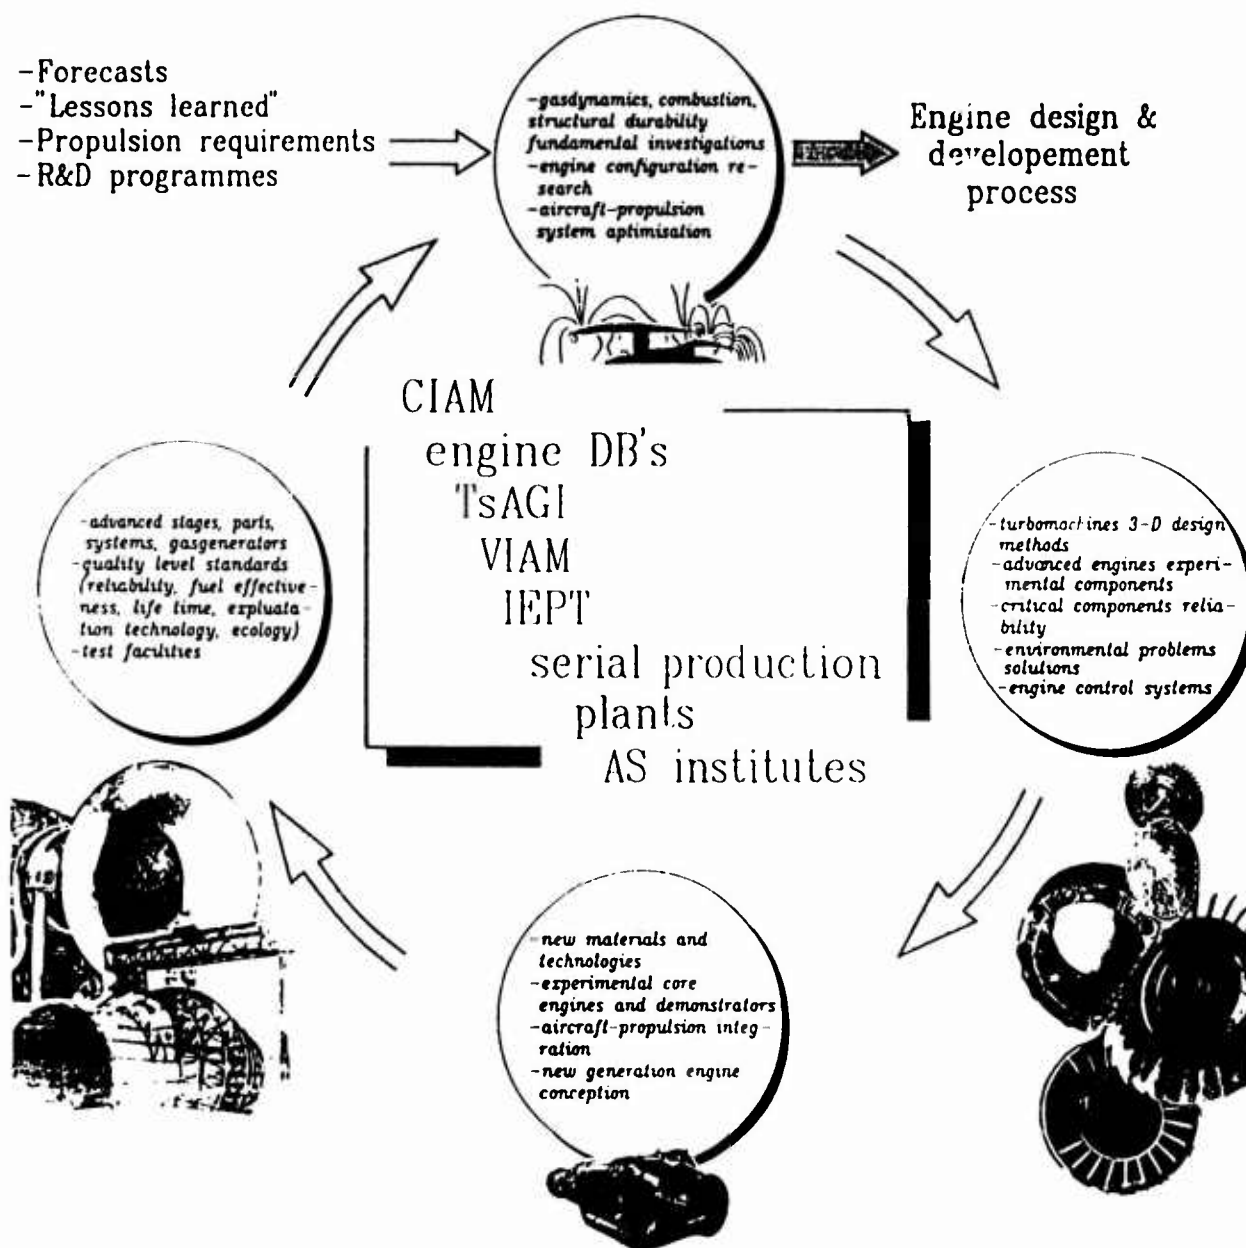 -Forecasts
-"Lessons learned"
-Propulsion requirements
-R&D programmes
-gasdynamics, combustion,
structural durability
fundamental investigations
-engine configuration re-
search
-aircraft-propulsion
system aptimisation
Engine design &
developement
process
CIAM
engine DB's
TsAGI
VIAM
IEPT
serial production
plants
AS institutes
-advanced stages, parts,
systems, gasgenerators
-quality level standards
(reliability, fuel effective-
ness, life time, expluata-
tion technology, ecology)
-test facilities
-turbomachines 3-D design
methods
-advanced engines experi-
mental components
-critical components relia-
bility
-environmental problems
solutions
-engine control systems
-new materials and
technologies
-experimental core
engines and demonstrators
-aircraft-propulsion integ-
ration
-new generation engine
conception